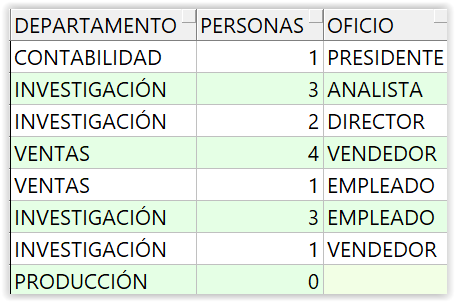 DEPARTAMENTO PERSONAS OFICIO
CONTABILIDAD 1 PRESIDENTE
INVESTIGACIÓN 3 ANALISTA
INVESTIGACIÓN 2 DIRECTOR
VENTAS 4 VENDEDOR
VENTAS 1 EMPLEADO
INVESTIGACIÓN 3 EMPLEADO
INVESTIGACIÓN 1 VENDEDOR
PRODUCCIÓN 0